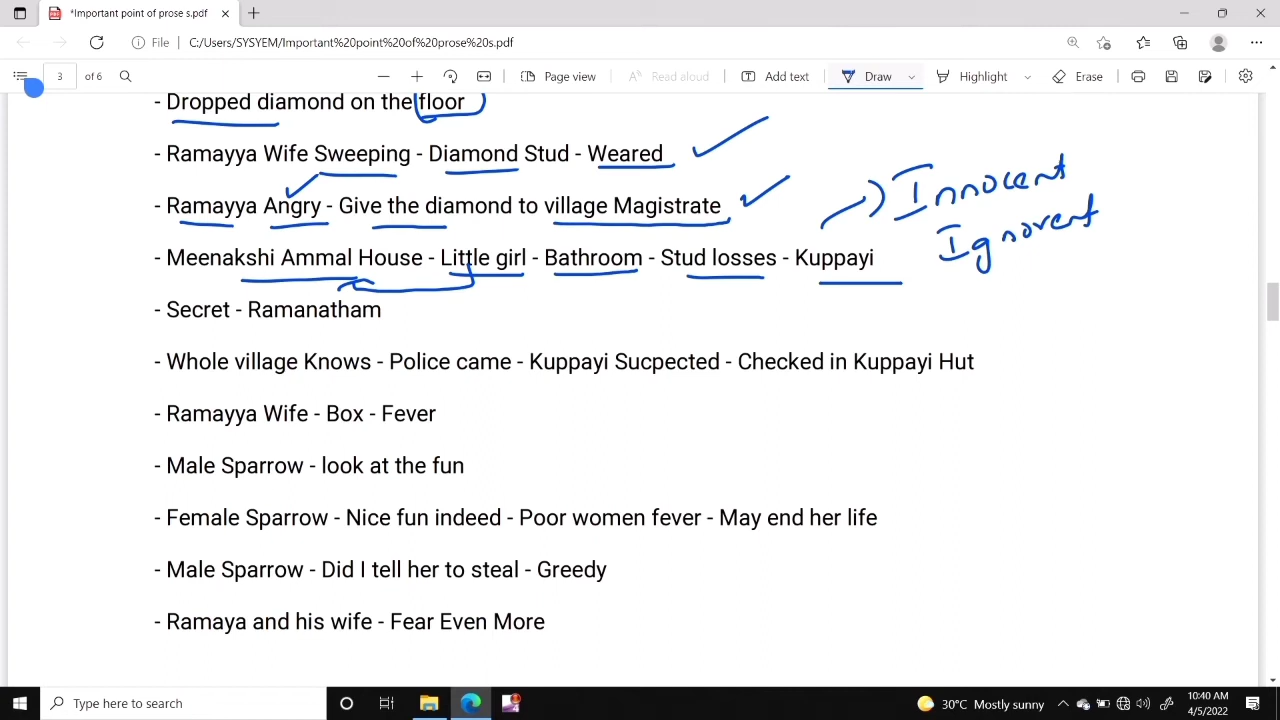 *Important point of prose s.pdf
File C:/Users/SYSYEM/Important%20point%20of%20prose%20s.pdf
3 of 6 Page view Read aloud Add text Draw Highlight Erase
- Dropped diamond on the floor
- Ramayya Wife Sweeping - Diamond Stud - Weared
- Ramayya Angry - Give the diamond to village Magistrate
Innocent
Ignorent
- Meenakshi Ammal House - Little girl - Bathroom - Stud losses - Kuppayi
- Secret - Ramanatham
- Whole village Knows - Police came - Kuppayi Sucpected - Checked in Kuppayi Hut
- Ramayya Wife - Box - Fever
- Male Sparrow - look at the fun
- Female Sparrow - Nice fun indeed - Poor women fever - May end her life
- Male Sparrow - Did I tell her to steal - Greedy
- Ramaya and his wife - Fear Even More
Type here to search
30°C Mostly sunny
10:40 AM
4/5/2022